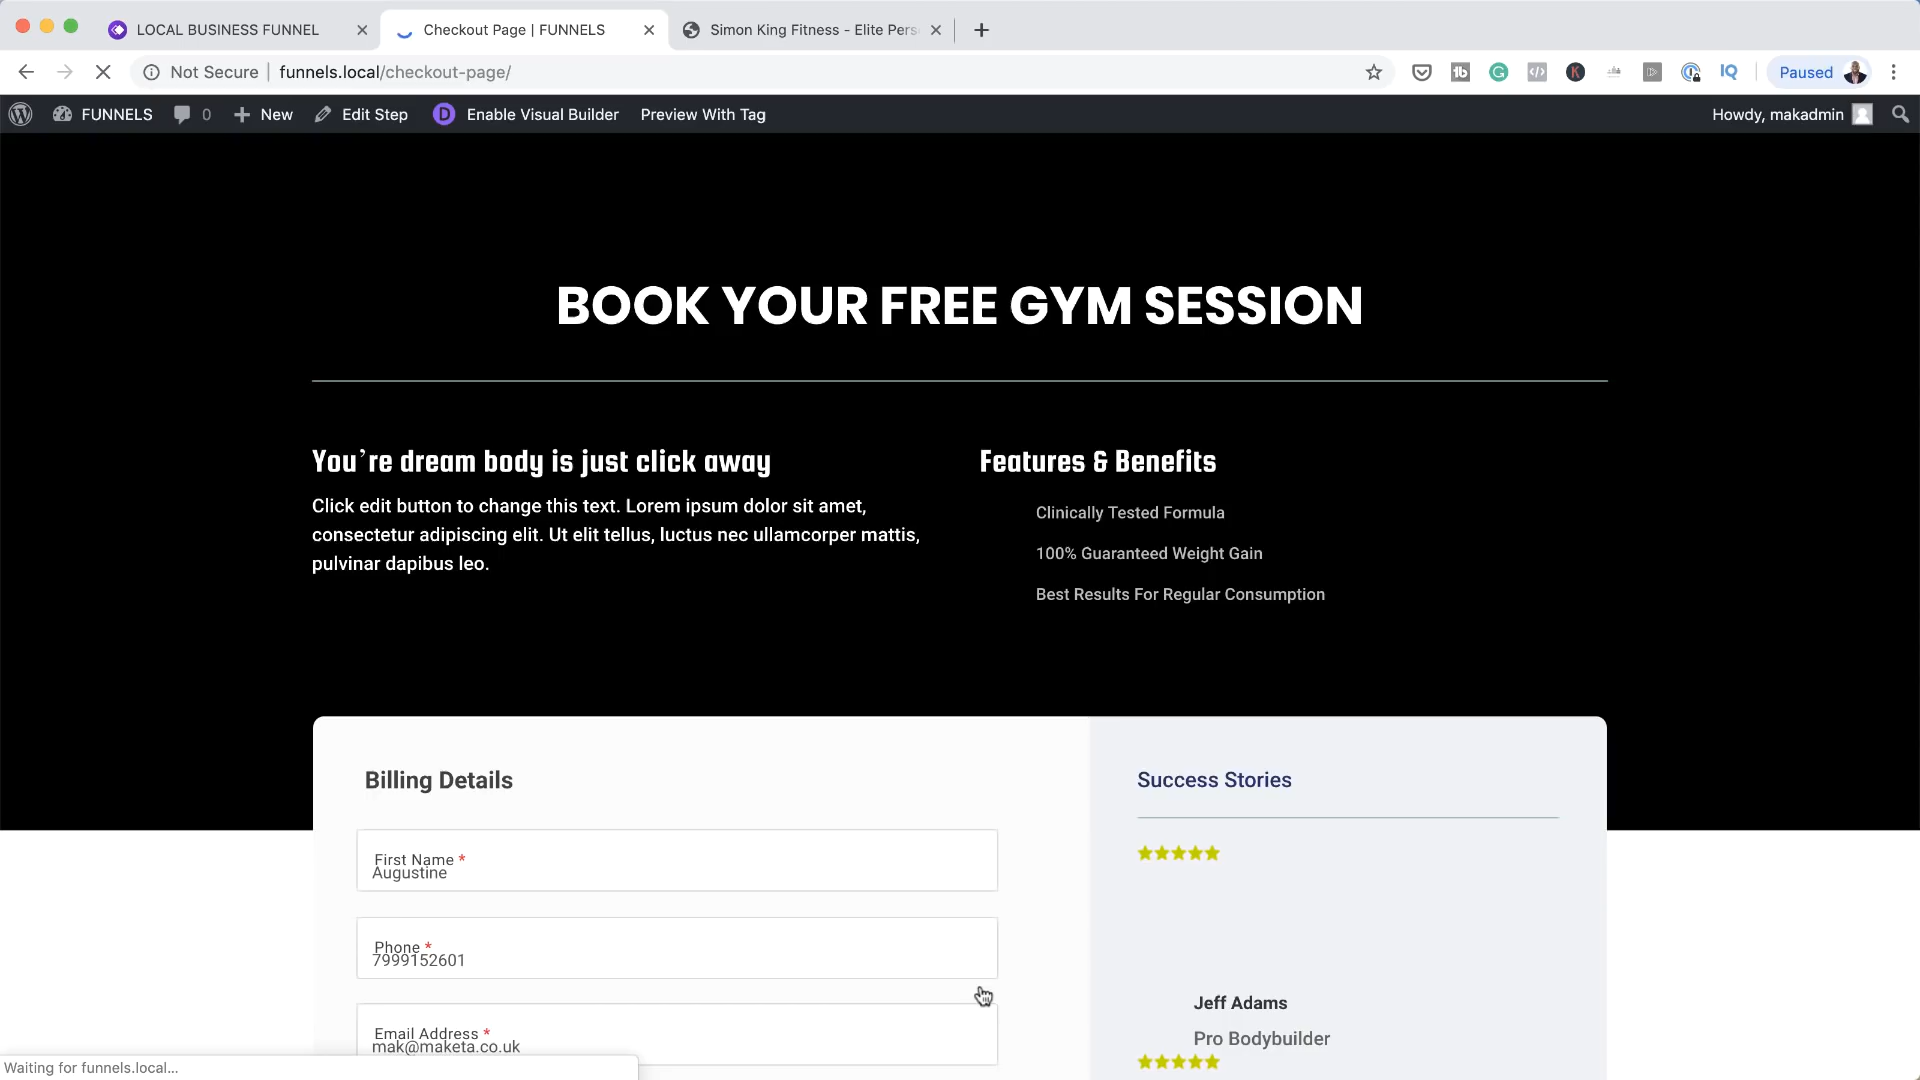 LOCAL BUSINESS FUNNEL
Checkout Page | FUNNELS
Simon King Fitness - Elite Pers
Not Secure
funnels.local/checkout-page/
Paused
FUNNELS
0
New
Edit Step
Enable Visual Builder
Preview With Tag
Howdy, makadmin
BOOK YOUR FREE GYM SESSION
You're dream body is just click away
Click edit button to change this text. Lorem ipsum dolor sit amet,
consectetur adipiscing elit. Ut elit tellus, luctus nec ullamcorper mattis,
pulvinar dapibus leo.
Features & Benefits
Clinically Tested Formula
100% Guaranteed Weight Gain
Best Results For Regular Consumption
Billing Details
First Name *
Augustine
Phone *
7999152601
Email Address *
mak@maketa.co.uk
Success Stories
Jeff Adams
Pro Bodybuilder
Waiting for funnels.local...